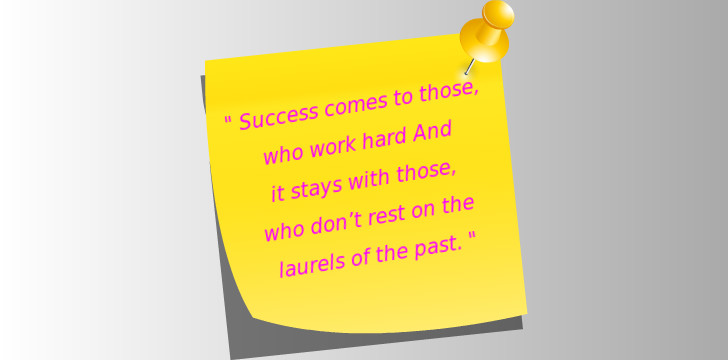 " Success comes to those,
who work hard And
it stays with those,
who don’t rest on the
laurels of the past. "